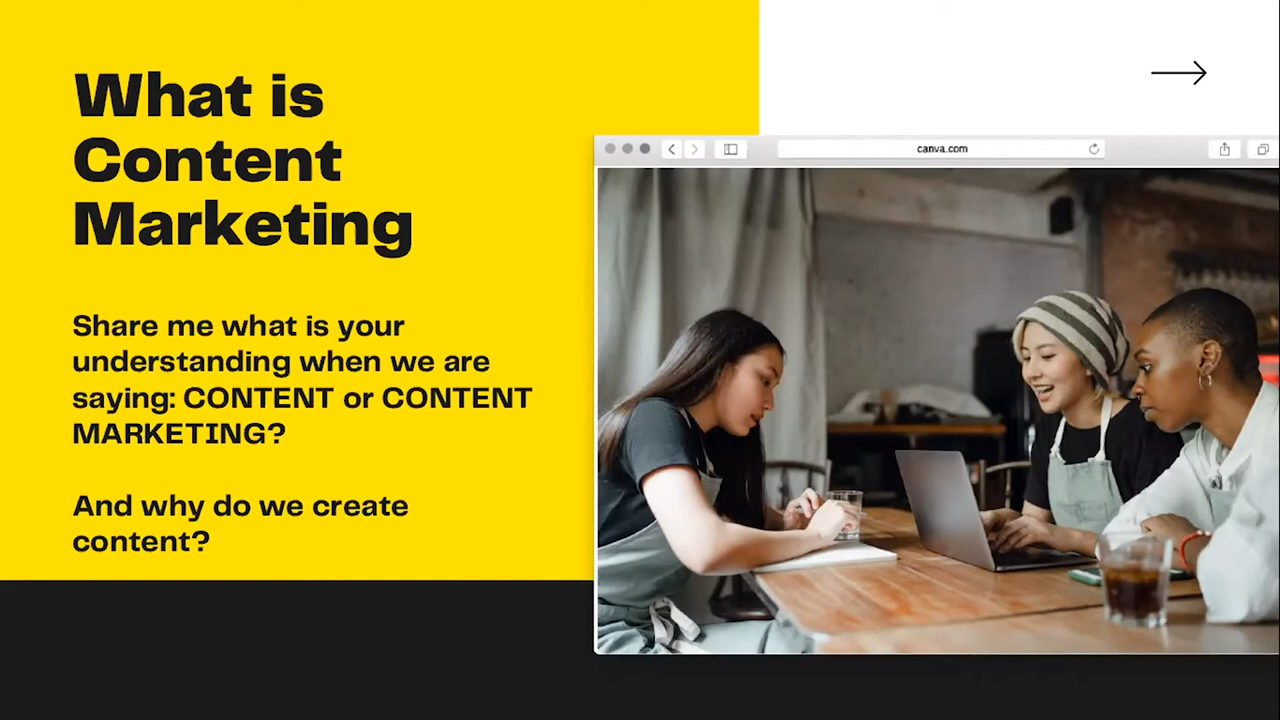 What is
Content
Marketing
Share me what is your
understanding when we are
saying: CONTENT or CONTENT
MARKETING?
And why do we create
content?
canva.com